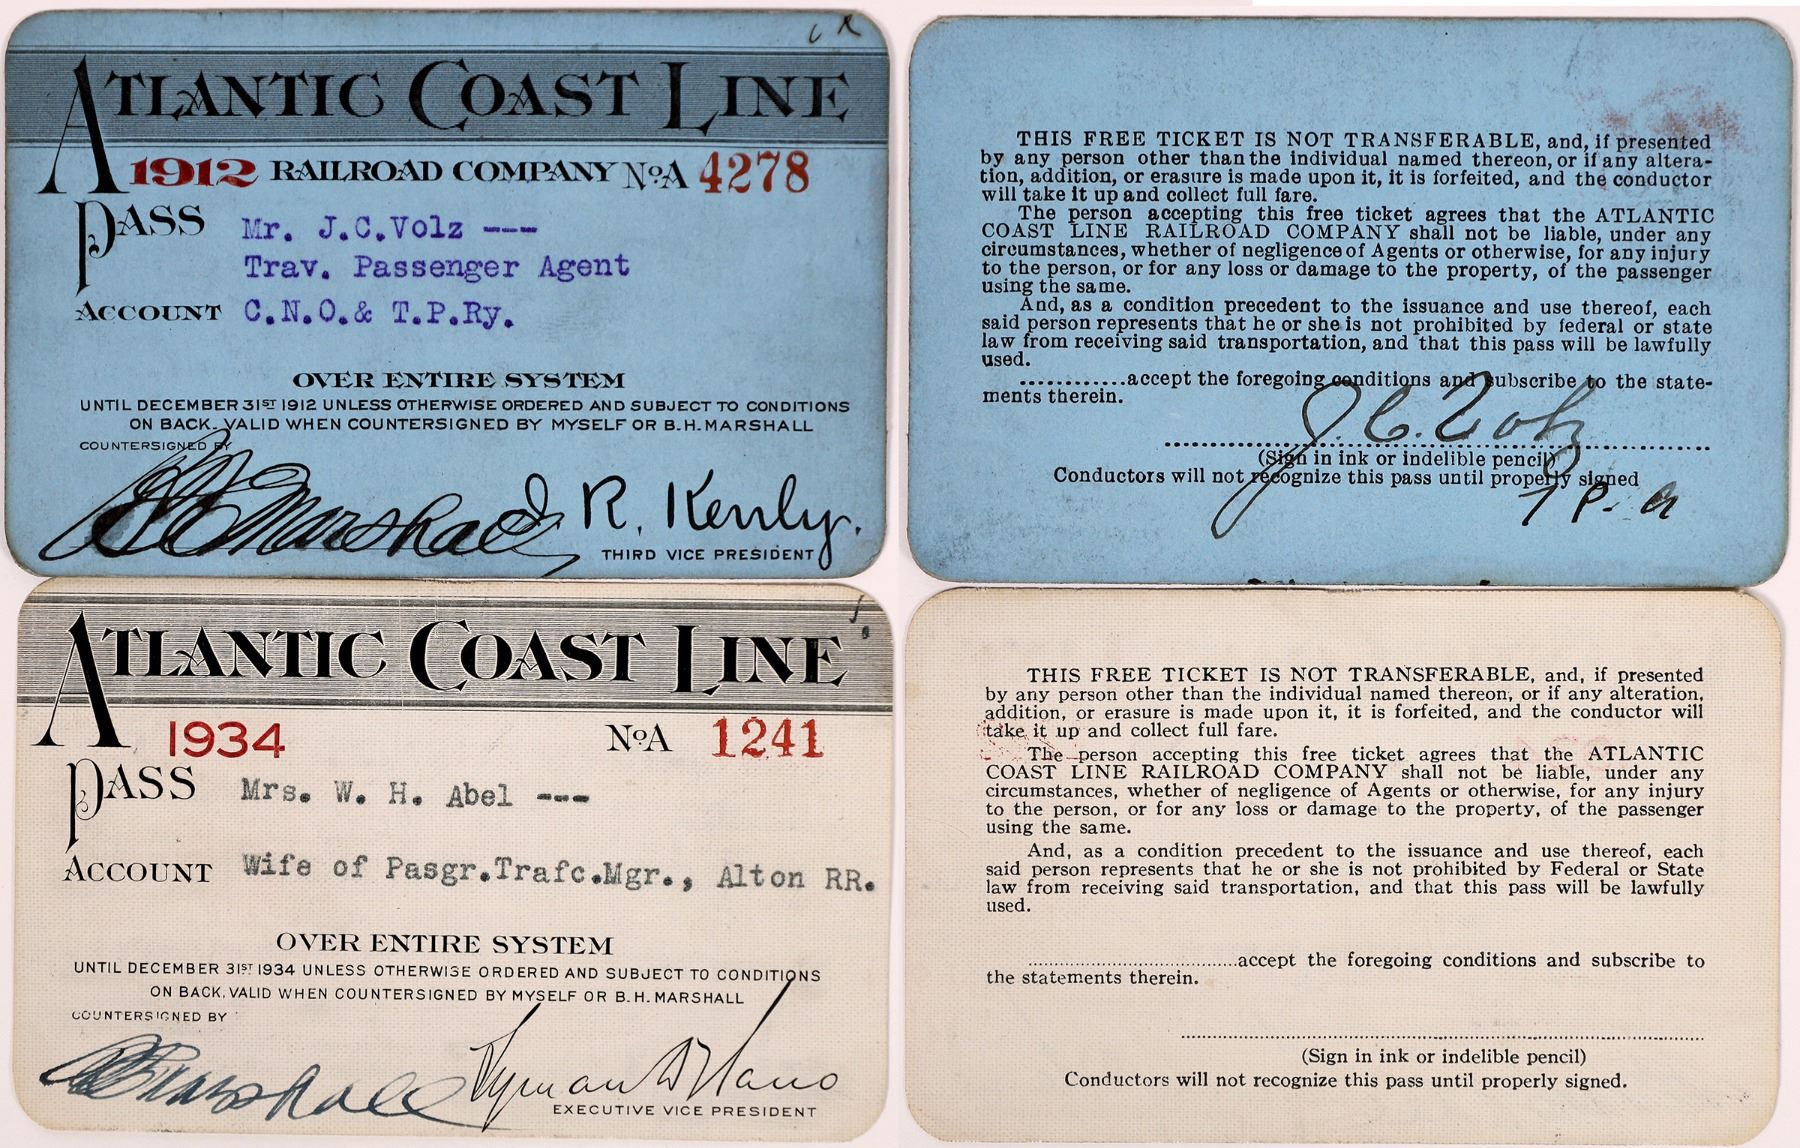 ATLANTIC COAST LINE
1912 RAILROAD COMPANY No A 4278
PASS Mr. J.C.Volz ---
Trav. Passenger Agent
ACCOUNT C.N.O.& T.P.Ry.
OVER ENTIRE SYSTEM
UNTIL DECEMBER 31ST 1912 UNLESS OTHERWISE ORDERED AND SUBJECT TO CONDITIONS
ON BACK. VALID WHEN COUNTERSIGNED BY MYSELF OR B.H. MARSHALL
COUNTERSIGNED BY
B H Marshall J R. Kenly.
THIRD VICE PRESIDENT
THIS FREE TICKET IS NOT TRANSFERABLE, and, if presented
by any person other than the individual named thereon, or if any altera-
tion, addition, or erasure is made upon it, it is forfeited, and the conductor
will take it up and collect full fare.
The person accepting this free ticket agrees that the ATLANTIC
COAST LINE RAILROAD COMPANY shall not be liable, under any
circumstances, whether of negligence of Agents or otherwise, for any injury
to the person, or for any loss or damage to the property, of the passenger
using the same.
And, as a condition precedent to the issuance and use thereof, each
said person represents that he or she is not prohibited by federal or state
law from receiving said transportation, and that this pass will be lawfully
used.
............accept the foregoing conditions and subscribe to the state-
ments therein.
J. C. Volz
(Sign in ink or indelible pencil)
Conductors will not recognize this pass until properly signed
T P. A
ATLANTIC COAST LINE
1934 No A 1241
PASS Mrs. W. H. Abel ---
ACCOUNT Wife of Pasgr.Trafc.Mgr., Alton RR.
OVER ENTIRE SYSTEM
UNTIL DECEMBER 31ST 1934 UNLESS OTHERWISE ORDERED AND SUBJECT TO CONDITIONS
ON BACK. VALID WHEN COUNTERSIGNED BY MYSELF OR B. H. MARSHALL
COUNTERSIGNED BY
B H Marshall Lyman Delano
EXECUTIVE VICE PRESIDENT
THIS FREE TICKET IS NOT TRANSFERABLE, and, if presented
by any person other than the individual named thereon, or if any alteration,
addition, or erasure is made upon it, it is forfeited, and the conductor will
take it up and collect full fare.
The person accepting this free ticket agrees that the ATLANTIC
COAST LINE RAILROAD COMPANY shall not be liable, under any
circumstances, whether of negligence of Agents or otherwise, for any injury
to the person, or for any loss or damage to the property, of the passenger
using the same.
And, as a condition precedent to the issuance and use thereof, each
said person represents that he or she is not prohibited by Federal or State
law from receiving said transportation, and that this pass will be lawfully
used.
....................................accept the foregoing conditions and subscribe to
the statements therein.
(Sign in ink or indelible pencil)
Conductors will not recognize this pass until properly signed.